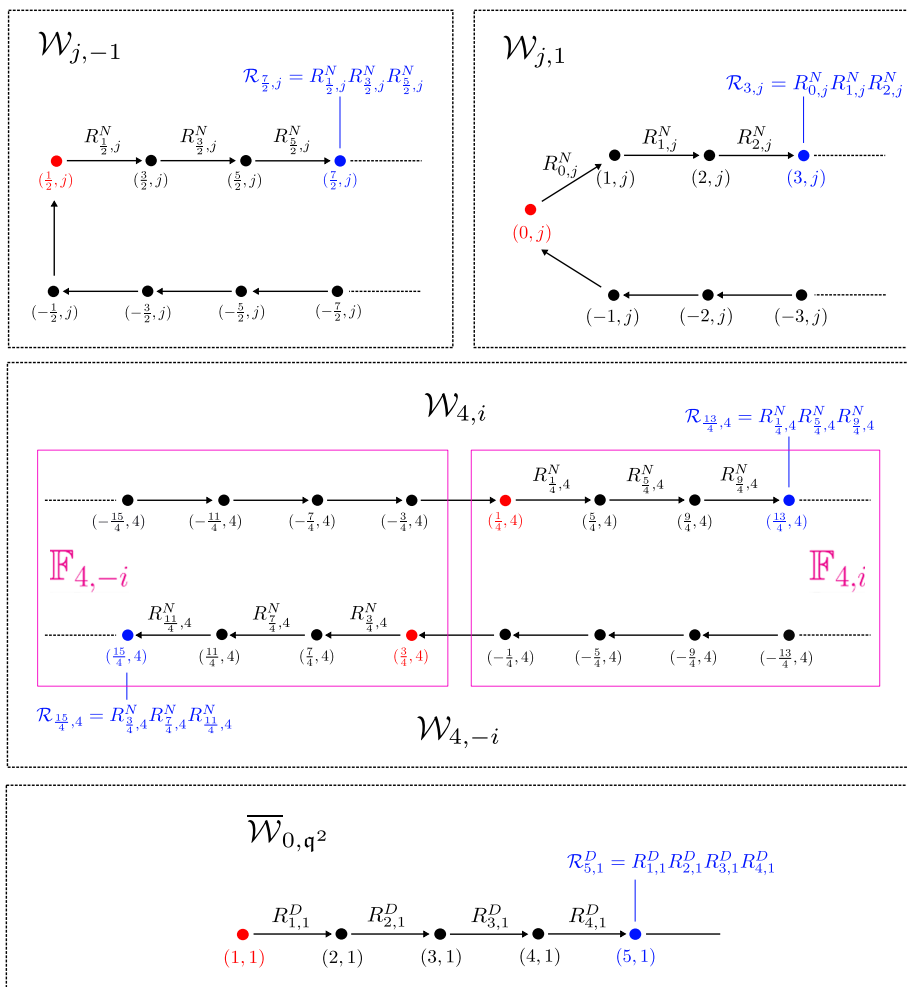 𝒲_{j,−1}
ℛ_{7/2,j} = R^N_{1/2,j} R^N_{3/2,j} R^N_{5/2,j}
R^N_{1/2,j} R^N_{3/2,j} R^N_{5/2,j}
(1/2, j) (3/2, j) (5/2, j) (7/2, j)
(−1/2, j) (−3/2, j) (−5/2, j) (−7/2, j)
𝒲_{j,1}
ℛ_{3,j} = R^N_{0,j} R^N_{1,j} R^N_{2,j}
R^N_{0,j} R^N_{1,j} R^N_{2,j}
(1, j) (2, j) (3, j)
(0, j)
(−1, j) (−2, j) (−3, j)
𝒲_{4,i}
ℛ_{13/4,4} = R^N_{1/4,4} R^N_{5/4,4} R^N_{9/4,4}
R^N_{1/4,4} R^N_{5/4,4} R^N_{9/4,4}
(−15/4, 4) (−11/4, 4) (−7/4, 4) (−3/4, 4) (1/4, 4) (5/4, 4) (9/4, 4) (13/4, 4)
𝔽_{4,−i} 𝔽_{4,i}
R^N_{11/4,4} R^N_{7/4,4} R^N_{3/4,4}
(15/4, 4) (11/4, 4) (7/4, 4) (3/4, 4) (−1/4, 4) (−5/4, 4) (−9/4, 4) (−13/4, 4)
ℛ_{15/4,4} = R^N_{3/4,4} R^N_{7/4,4} R^N_{11/4,4}
𝒲_{4,−i}
\overline{𝒲}_{0,𝔮²}
ℛ^D_{5,1} = R^D_{1,1} R^D_{2,1} R^D_{3,1} R^D_{4,1}
R^D_{1,1} R^D_{2,1} R^D_{3,1} R^D_{4,1}
(1, 1) (2, 1) (3, 1) (4, 1) (5, 1)